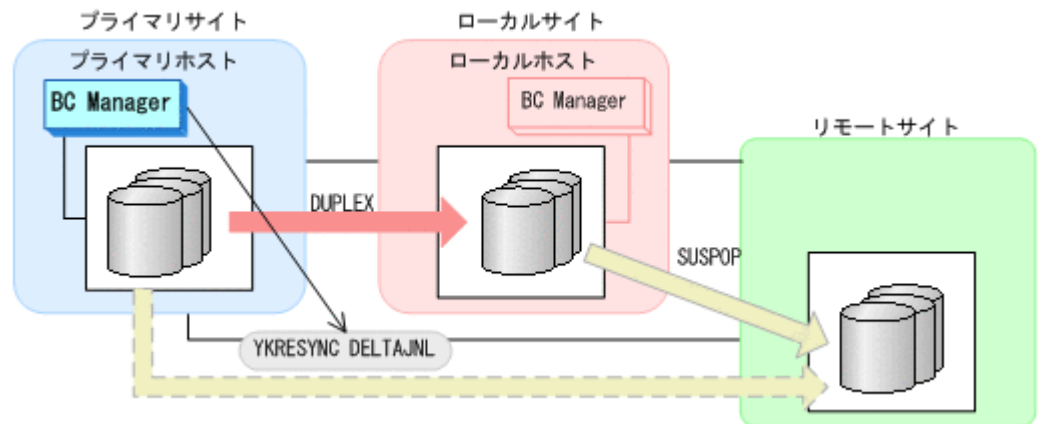 プライマリサイト
ローカルサイト
プライマリホスト
ローカルホスト
BC Manager
BC Manager
リモートサイト
DUPLEX
SUSPOP
YKRESYNC DELTAJNL